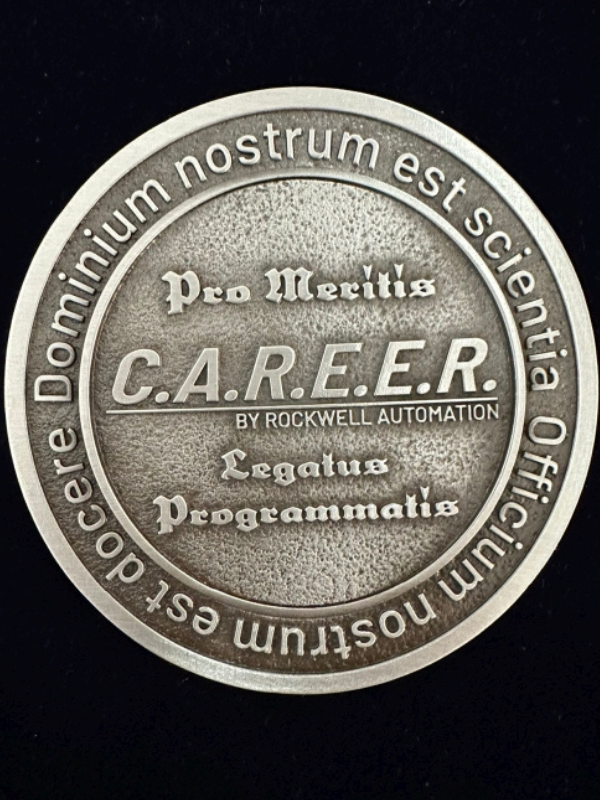 Dominium nostrum est scientia
Officium nostrum est docere
Pro Meritis
C.A.R.E.E.R.
BY ROCKWELL AUTOMATION
Legatus
Programmatis